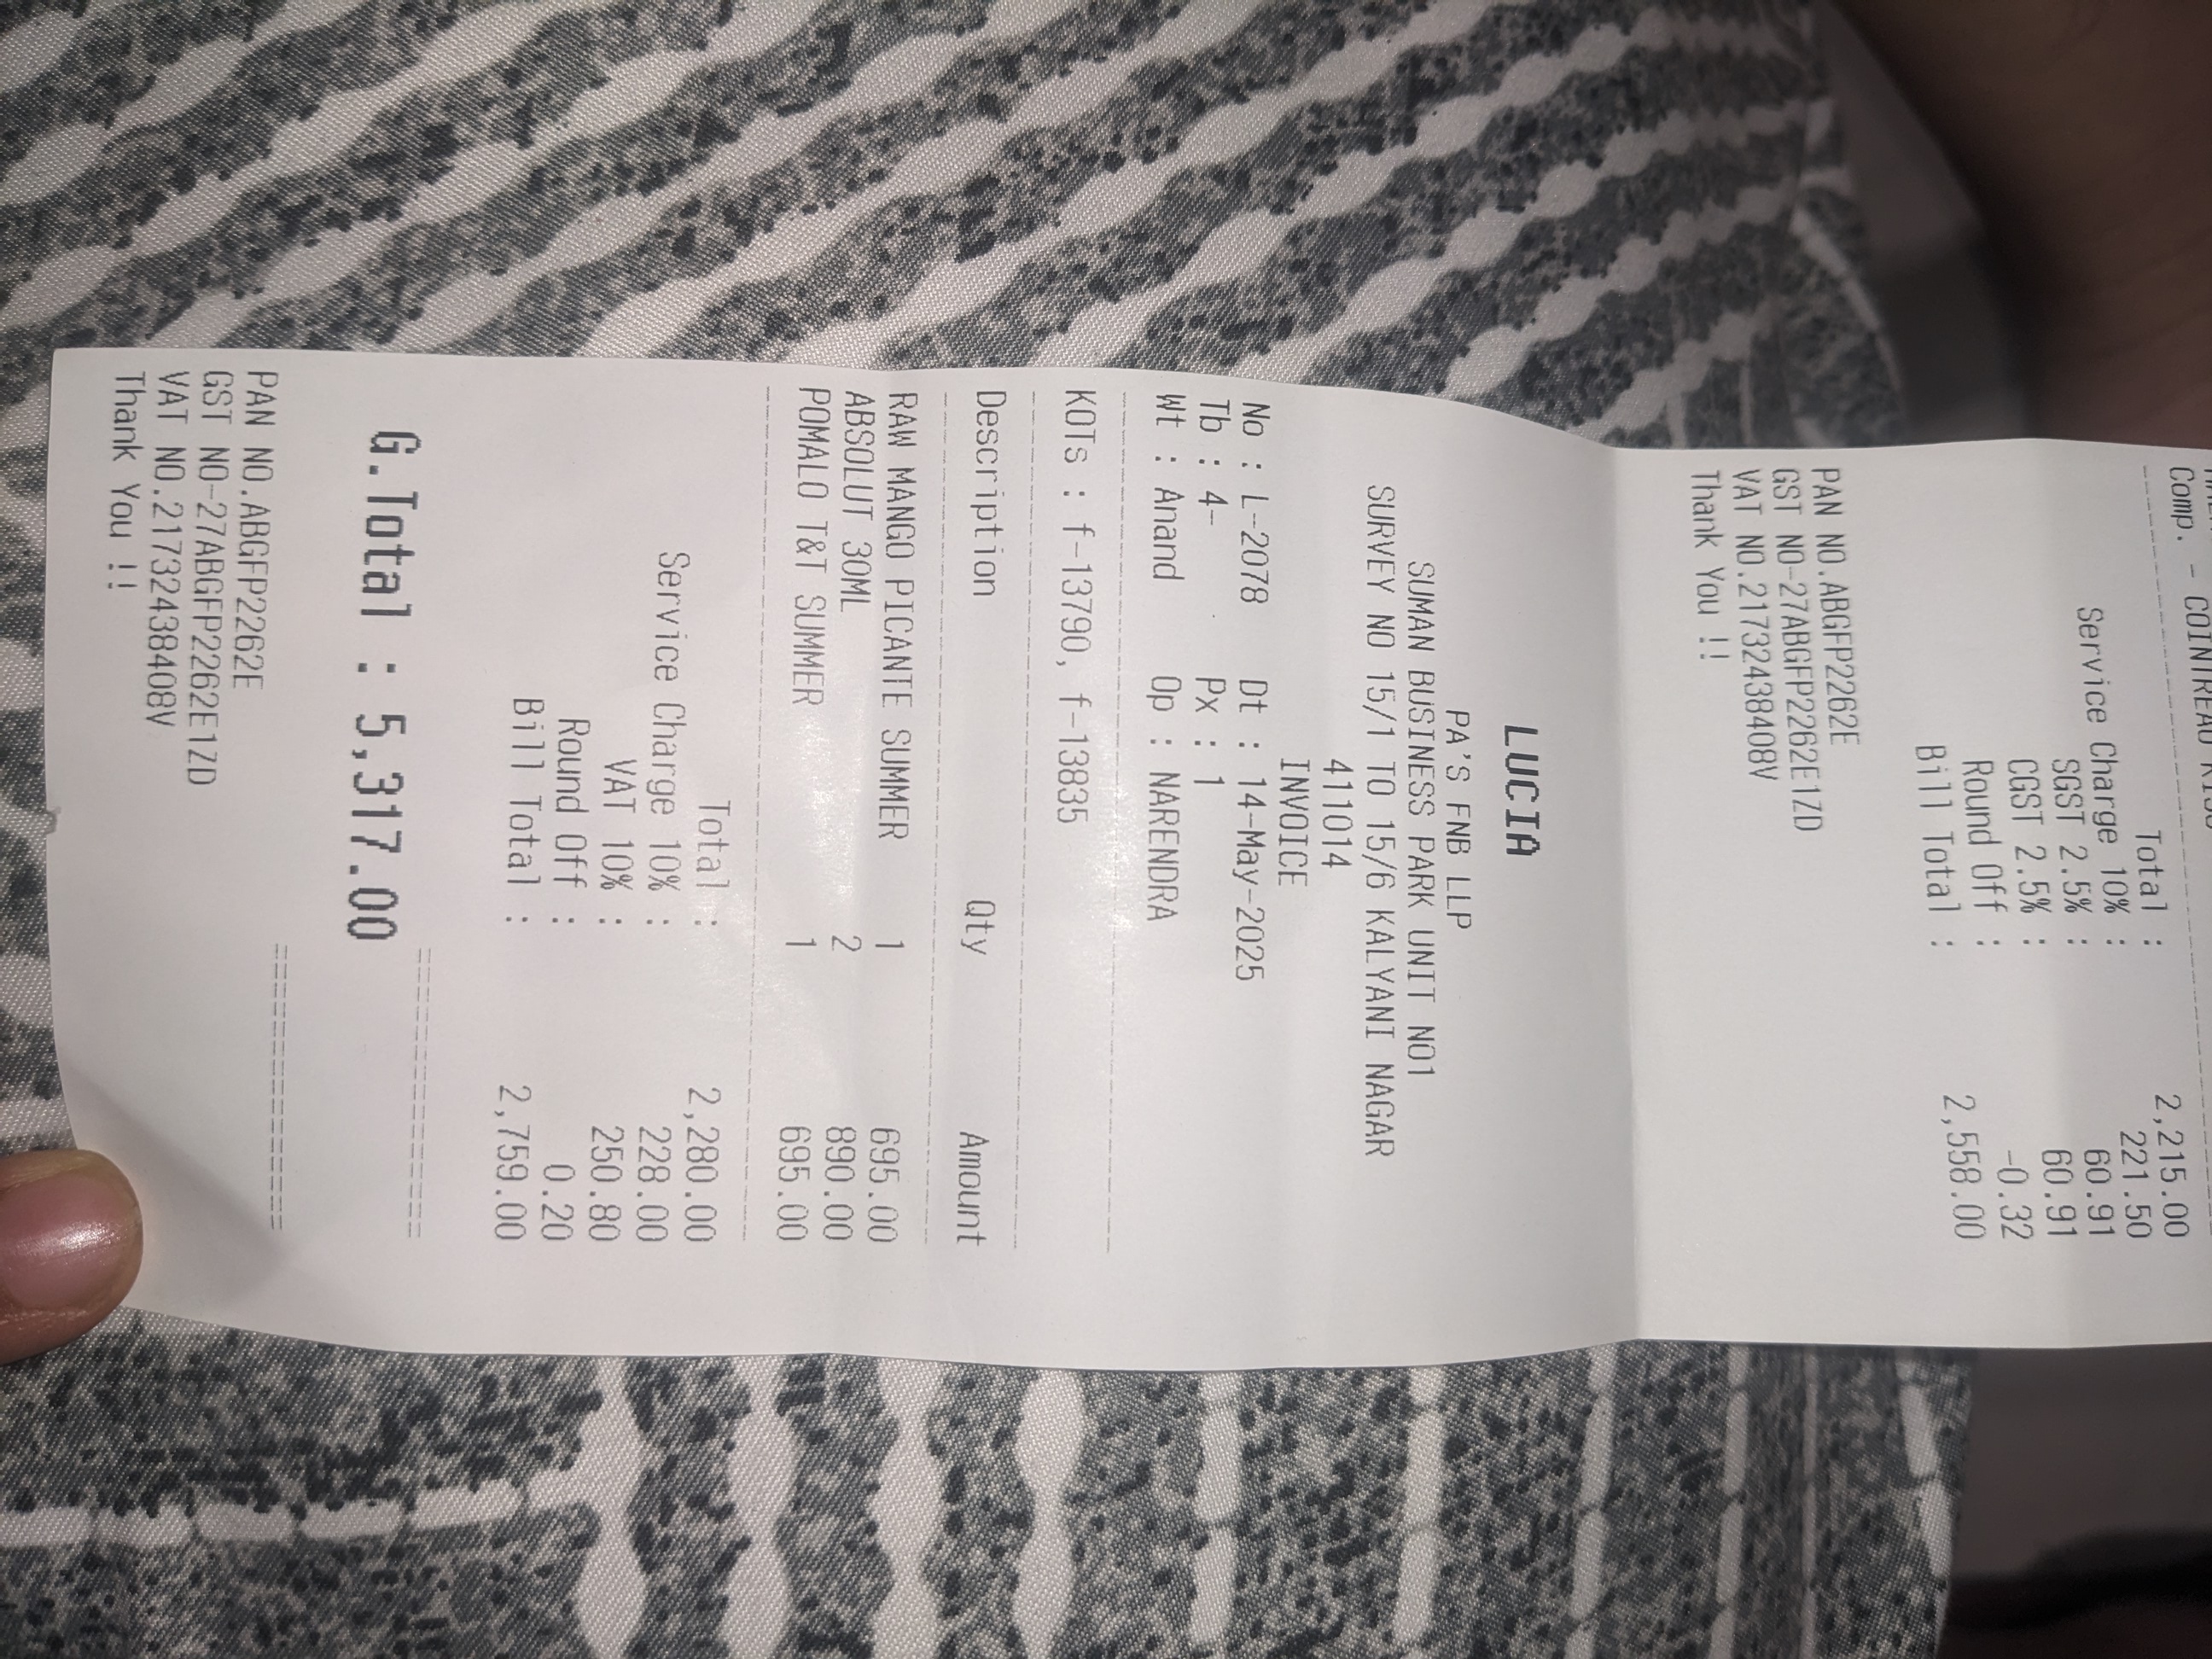 Comp. - COINTREAU
Total : 2,215.00
Service Charge 10% : 221.50
SGST 2.5% : 60.91
CGST 2.5% : 60.91
Round Off : -0.32
Bill Total : 2,558.00
PAN NO.ABGFP2262E
GST NO-27ABGFP2262E1ZD
VAT NO.21732438408V
Thank You !!
LUCIA
PA'S FNB LLP
SUMAN BUSINESS PARK UNIT NO1
SURVEY NO 15/1 TO 15/6 KALYANI NAGAR
411014
INVOICE
No : L-2078 Dt : 14-May-2025
Tb : 4- Px : 1
Wt : Anand Op : NARENDRA
KOTs : f-13790, f-13835
Description Qty Amount
RAW MANGO PICANTE SUMMER 1 695.00
ABSOLUT 30ML 2 890.00
POMALO T&T SUMMER 1 695.00
Total : 2,280.00
Service Charge 10% : 228.00
VAT 10% : 250.80
Round Off : 0.20
Bill Total : 2,759.00
G.Total : 5,317.00
PAN NO.ABGFP2262E
GST NO-27ABGFP2262E1ZD
VAT NO.21732438408V
Thank You !!